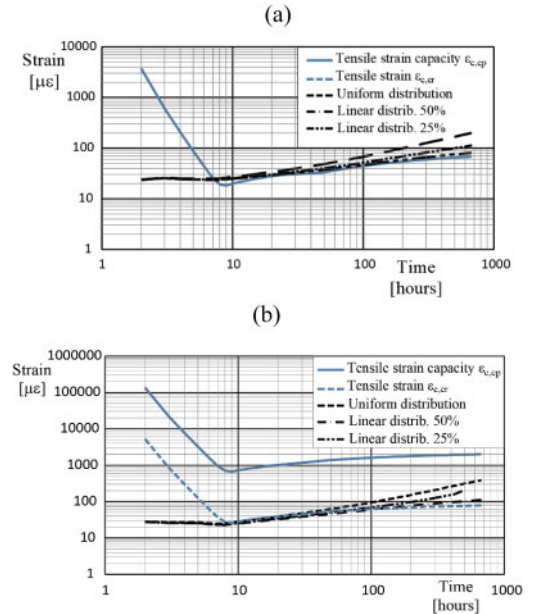 (a)
Strain
[με]
10000
1000
100
10
1
Tensile strain capacity εc,cp
Tensile strain εc,cr
Uniform distribution
Linear distrib. 50%
Linear distrib. 25%
1
10
100
1000
Time
[hours]
(b)
Strain
[με]
1000000
100000
10000
1000
100
10
1
Tensile strain capacity εc,cp
Tensile strain εc,cr
Uniform distribution
Linear distrib. 50%
Linear distrib. 25%
1
10
100
1000
Time
[hours]